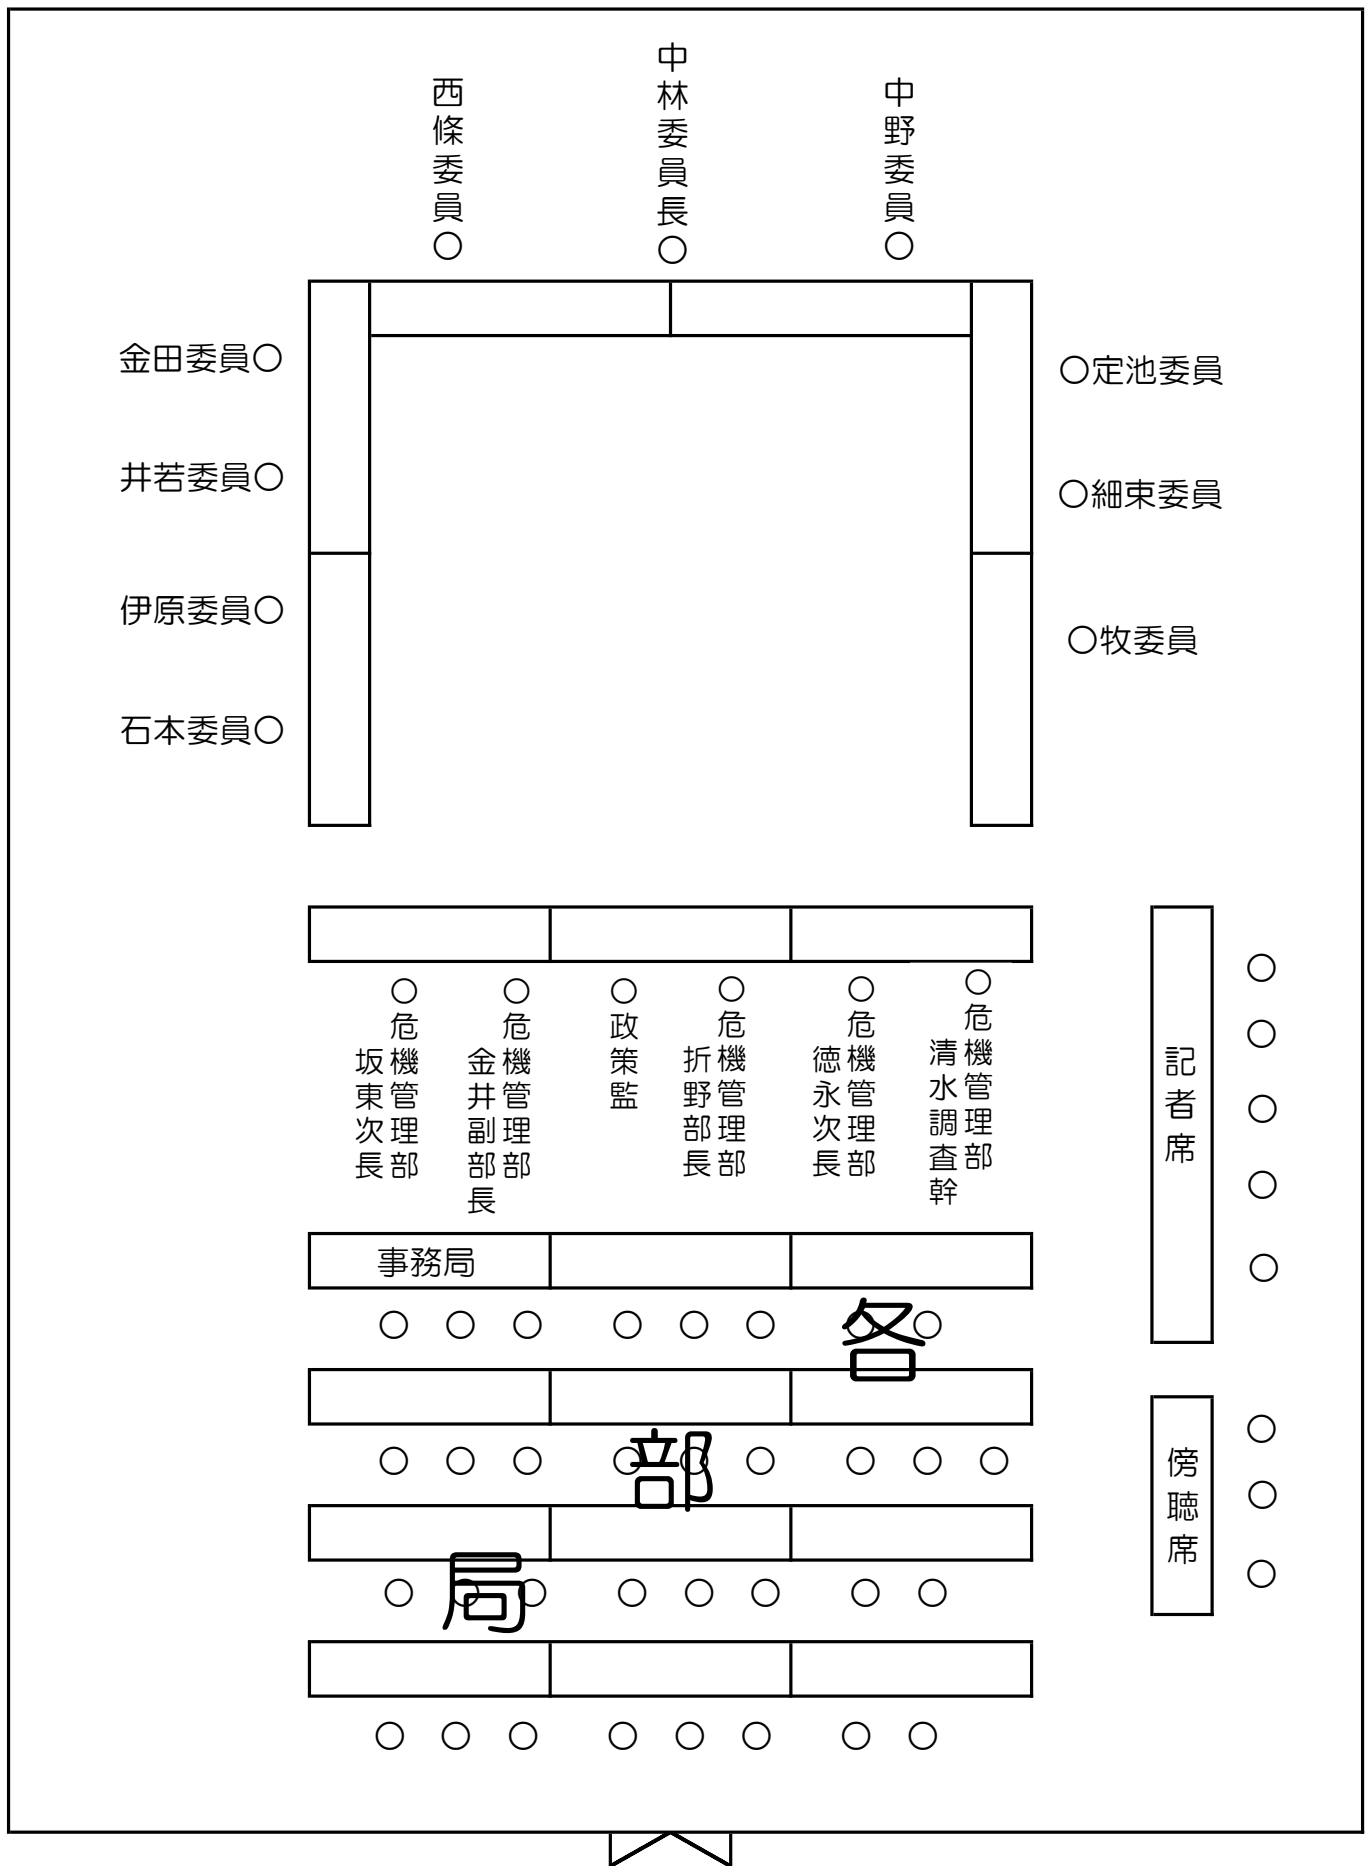 西條委員○
中林委員長○
中野委員○
金田委員○
○定池委員
井若委員○
○細束委員
伊原委員○
○牧委員
石本委員○
○危機管理部
坂東次長
○危機管理部
金井副部長
○政策監
○危機管理部
折野部長
○危機管理部
徳永次長
○危機管理部
清水調査幹
記者席
事務局
各部局
傍聴席